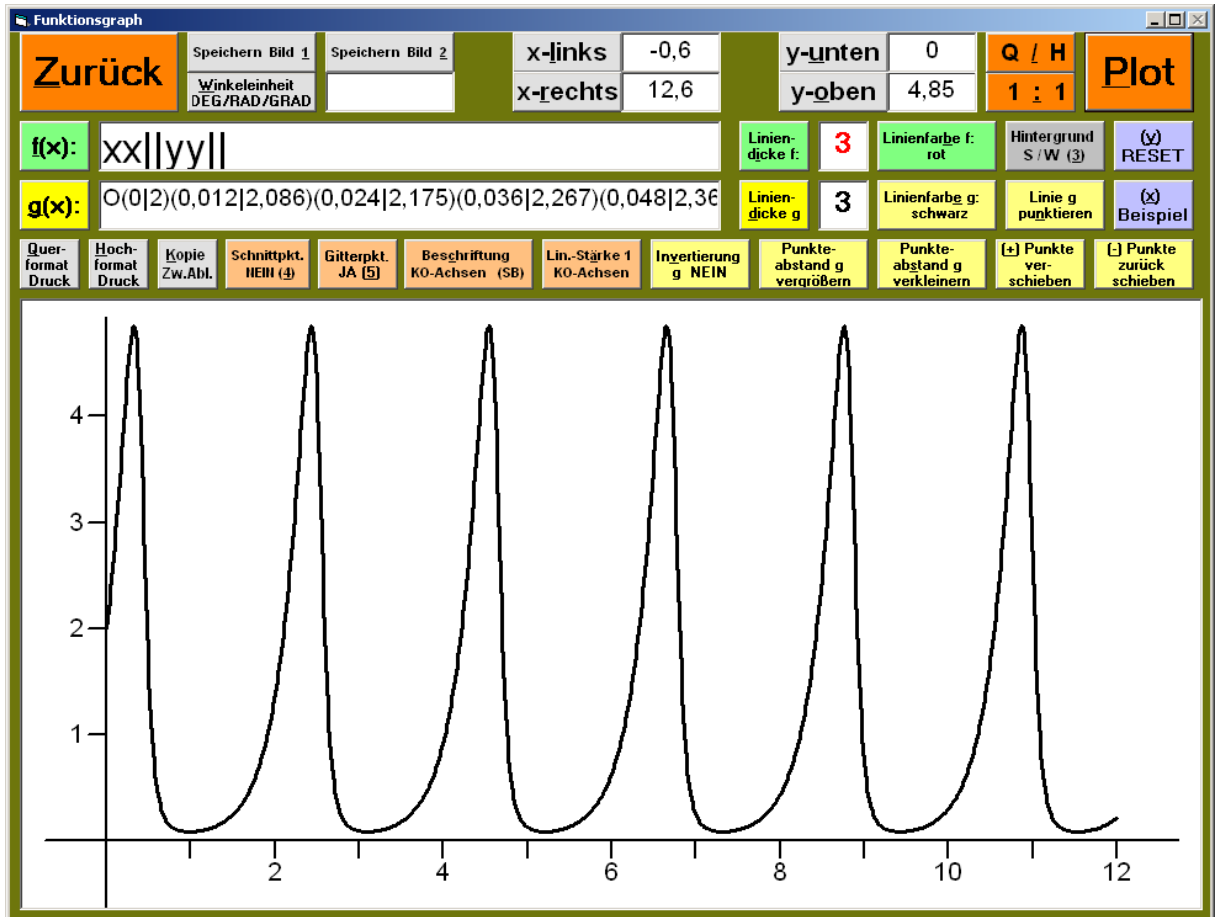 Funktionsgraph
Zurück
Speichern Bild 1
Speichern Bild 2
Winkeleinheit
DEG/RAD/GRAD
x-links
-0,6
x-rechts
12,6
y-unten
0
y-oben
4,85
Q / H
1 : 1
Plot
f(x):
xx||yy||
Linien-
dicke f:
3
Linienfarbe f:
rot
Hintergrund
S/W (3)
(y)
RESET
g(x):
O(0|2)(0,012|2,086)(0,024|2,175)(0,036|2,267)(0,048|2,36
Linien-
dicke g
3
Linienfarbe g:
schwarz
Linie g
punktieren
(x)
Beispiel
Quer-
format
Druck
Hoch-
format
Druck
Kopie
Zw.Abl.
Schnittpkt.
NEIN (4)
Gitterpkt.
JA (5)
Beschriftung
KO-Achsen (SB)
Lin.-Stärke 1
KO-Achsen
Invertierung
g NEIN
Punkte-
abstand g
vergrößern
Punkte-
abstand g
verkleinern
(+) Punkte
ver-
schieben
(-) Punkte
zurück
schieben
4
3
2
1
2 4 6 8 10 12